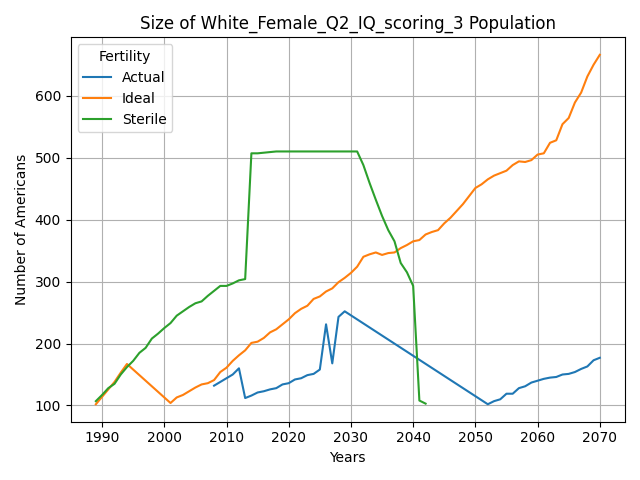 Size of White_Female_Q2_IQ_scoring_3 Population
Fertility
Actual
Ideal
Sterile
Number of Americans
600
500
400
300
200
100
1990 2000 2010 2020 2030 2040 2050 2060 2070
Years